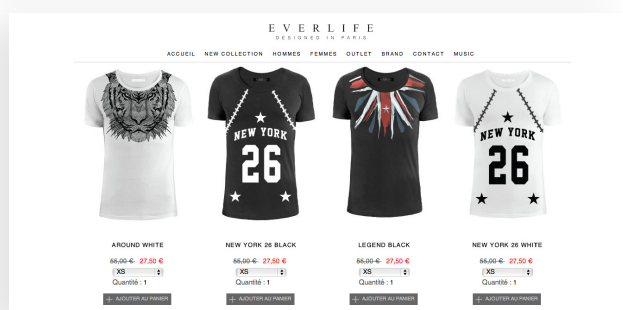 EVERLIFE
DESIGNED IN PARIS
ACCUEIL NEW COLLECTION HOMMES FEMMES OUTLET BRAND CONTACT MUSIC
NEW YORK
26
NEW YORK
26
AROUND WHITE NEW YORK 26 BLACK LEGEND BLACK NEW YORK 26 WHITE
55,00 € 27,50 € 55,00 € 27,50 € 55,00 € 27,50 € 55,00 € 27,50 €
XS XS XS XS
Quantité : 1 Quantité : 1 Quantité : 1 Quantité : 1
AJOUTER AU PANIER AJOUTER AU PANIER AJOUTER AU PANIER AJOUTER AU PANIER